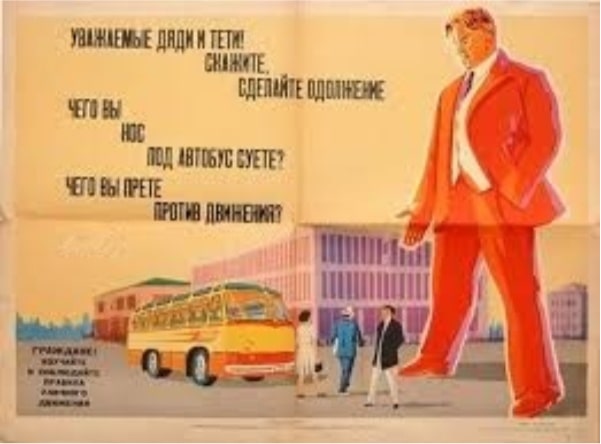 УВАЖАЕМЫЕ ДЯДИ И ТЕТИ!
СКАЖИТЕ,
СДЕЛАЙТЕ ОДОЛЖЕНИЕ
ЧЕГО ВЫ
НОС
ПОД АВТОБУС СУЕТЕ?
ЧЕГО ВЫ ПРЕТЕ
ПРОТИВ ДВИЖЕНИЯ?
ГРАЖДАНЕ!
ИЗУЧАЙТЕ
И СОБЛЮДАЙТЕ
ПРАВИЛА
УЛИЧНОГО
ДВИЖЕНИЯ